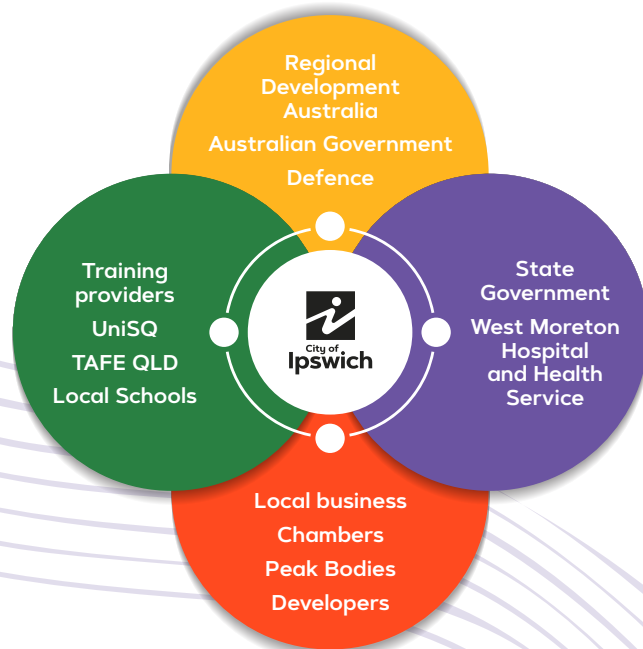 Regional
Development
Australia
Australian Government
Defence
Training
providers
UniSQ
TAFE QLD
Local Schools
City of
Ipswich
State
Government
West Moreton
Hospital
and Health
Service
Local business
Chambers
Peak Bodies
Developers